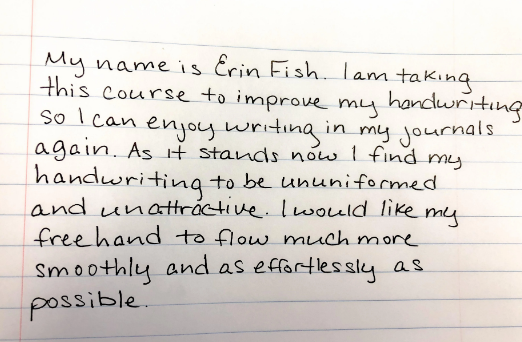 My name is Erin Fish. I am taking
this course to improve my handwriting
so I can enjoy writing in my journals
again. As it stands now I find my
handwriting to be ununiformed
and unattractive. I would like my
freehand to flow much more
smoothly and as effortlessly as
possible.